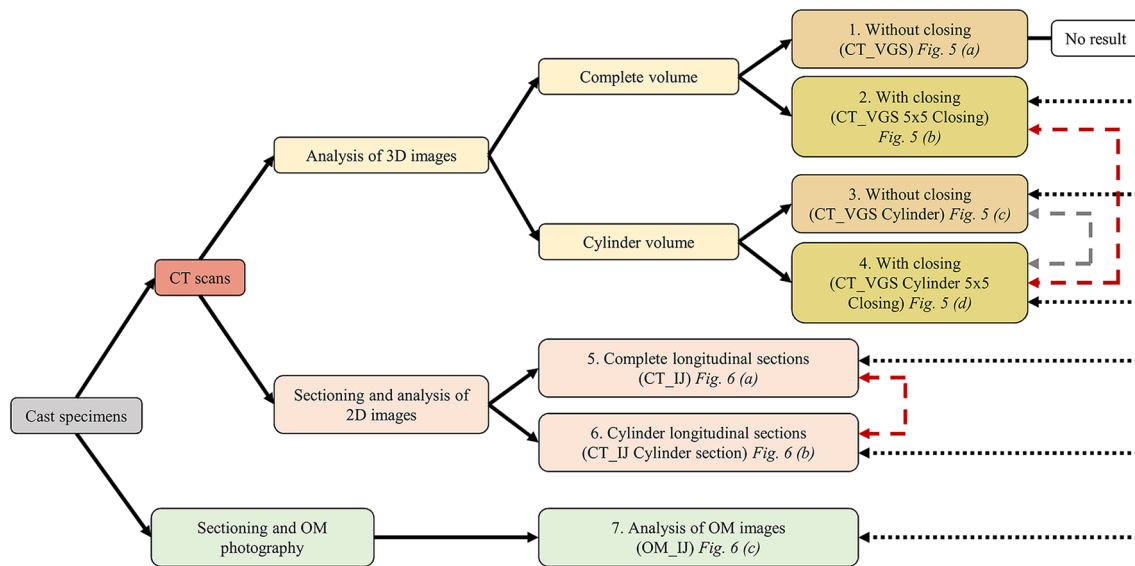 1. Without closing
(CT_VGS) Fig. 5 (a)
No result
Complete volume
2. With closing
(CT_VGS 5x5 Closing)
Fig. 5 (b)
Analysis of 3D images
3. Without closing
(CT_VGS Cylinder) Fig. 5 (c)
Cylinder volume
4. With closing
(CT_VGS Cylinder 5x5
Closing) Fig. 5 (d)
CT scans
5. Complete longitudinal sections
(CT_IJ) Fig. 6 (a)
Sectioning and analysis of
2D images
Cast specimens
6. Cylinder longitudinal sections
(CT_IJ Cylinder section) Fig. 6 (b)
Sectioning and OM
photography
7. Analysis of OM images
(OM_IJ) Fig. 6 (c)